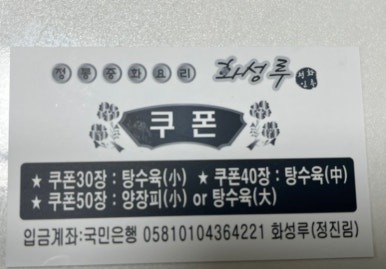 정통중화요리 화성루
쿠폰
★ 쿠폰30장 : 탕수육(小) ★ 쿠폰40장 : 탕수육(中)
★ 쿠폰50장 : 양장피(小) or 탕수육(大)
입금계좌:국민은행 05810104364221 화성루(정진림)